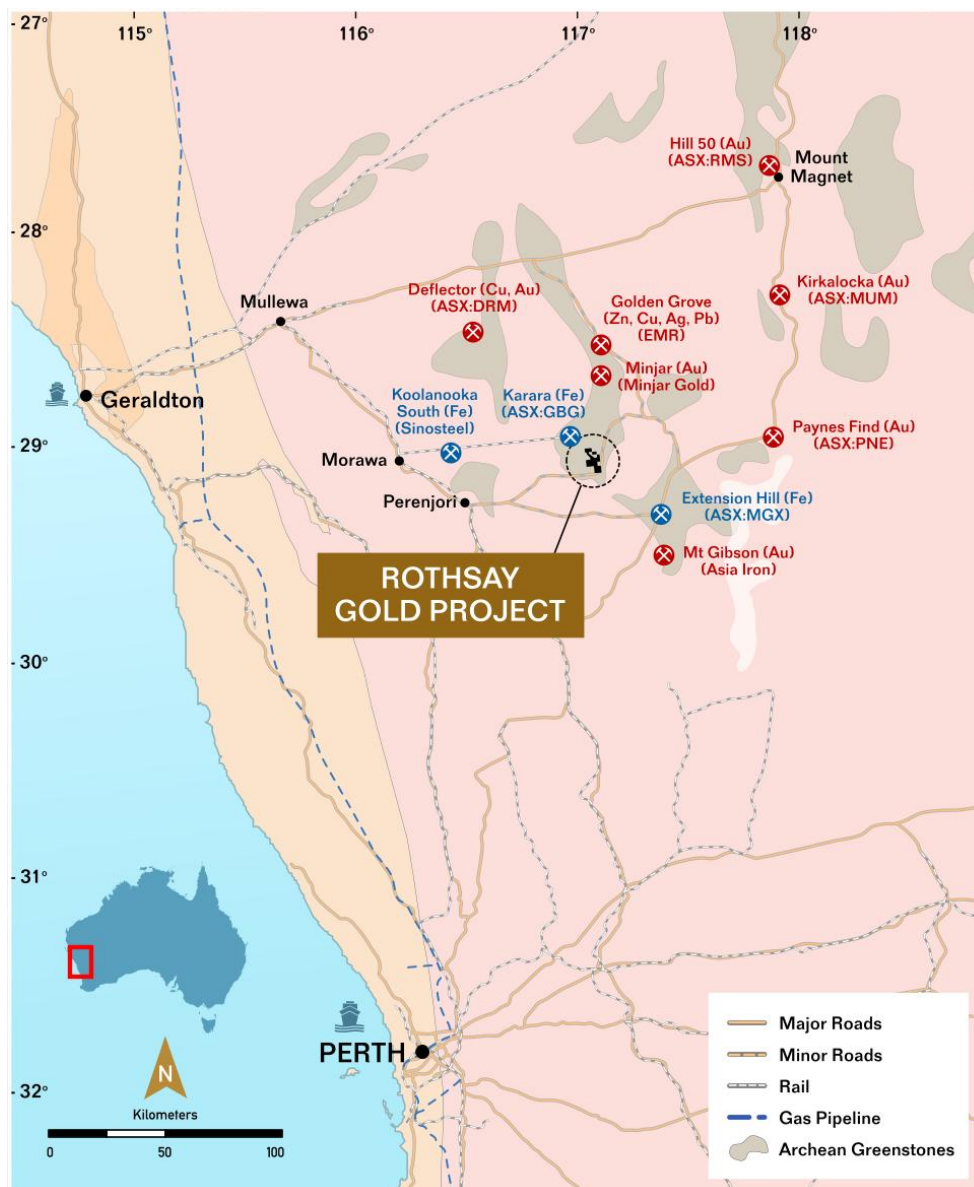 115°
116°
117°
118°
27°
28°
29°
30°
31°
32°
Hill 50 (Au)
(ASX:RMS)
Mount
Magnet
Kirkalocka (Au)
(ASX:MUM)
Deflector (Cu, Au)
(ASX:DRM)
Golden Grove
(Zn, Cu, Ag, Pb)
(EMR)
Mullewa
Minjar (Au)
(Minjar Gold)
Geraldton
Koolanooka
South (Fe)
(Sinosteel)
Karara (Fe)
(ASX:GBG)
Paynes Find (Au)
(ASX:PNE)
Morawa
Perenjori
Extension Hill (Fe)
(ASX:MGX)
Mt Gibson (Au)
(Asia Iron)
ROTHSAY
GOLD PROJECT
PERTH
N
Kilometers
0 50 100
Major Roads
Minor Roads
Rail
Gas Pipeline
Archean Greenstones